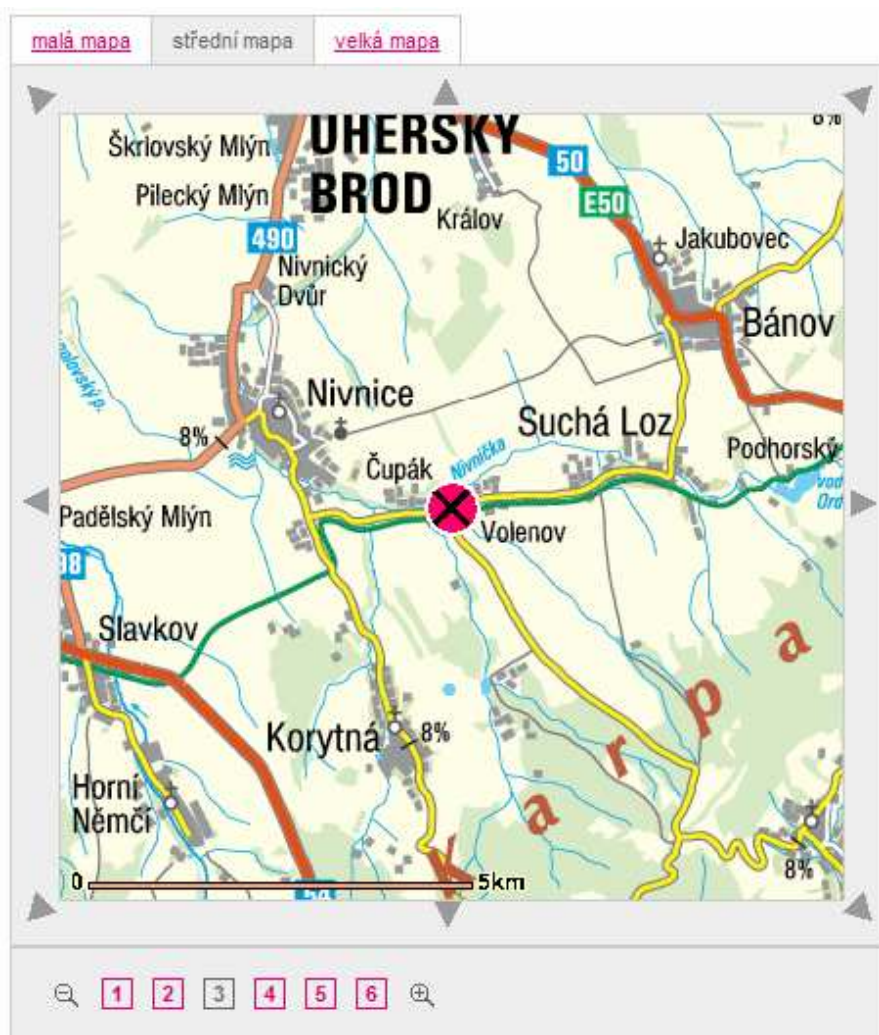 malá mapa
střední mapa
velká mapa
UHERSKÝ
BROD
Škrlovský Mlýn
Pilecký Mlýn
490
Nivnický
Dvůr
Králov
50
E50
Jakubovec
Bánov
Nivnice
8%
Suchá Loz
Čupák
Nivnička
Podhorský
Volenov
Padělský Mlýn
98
Slavkov
Korytná
8%
Horní
Němčí
Karpa
8%
0
5km
1
2
3
4
5
6